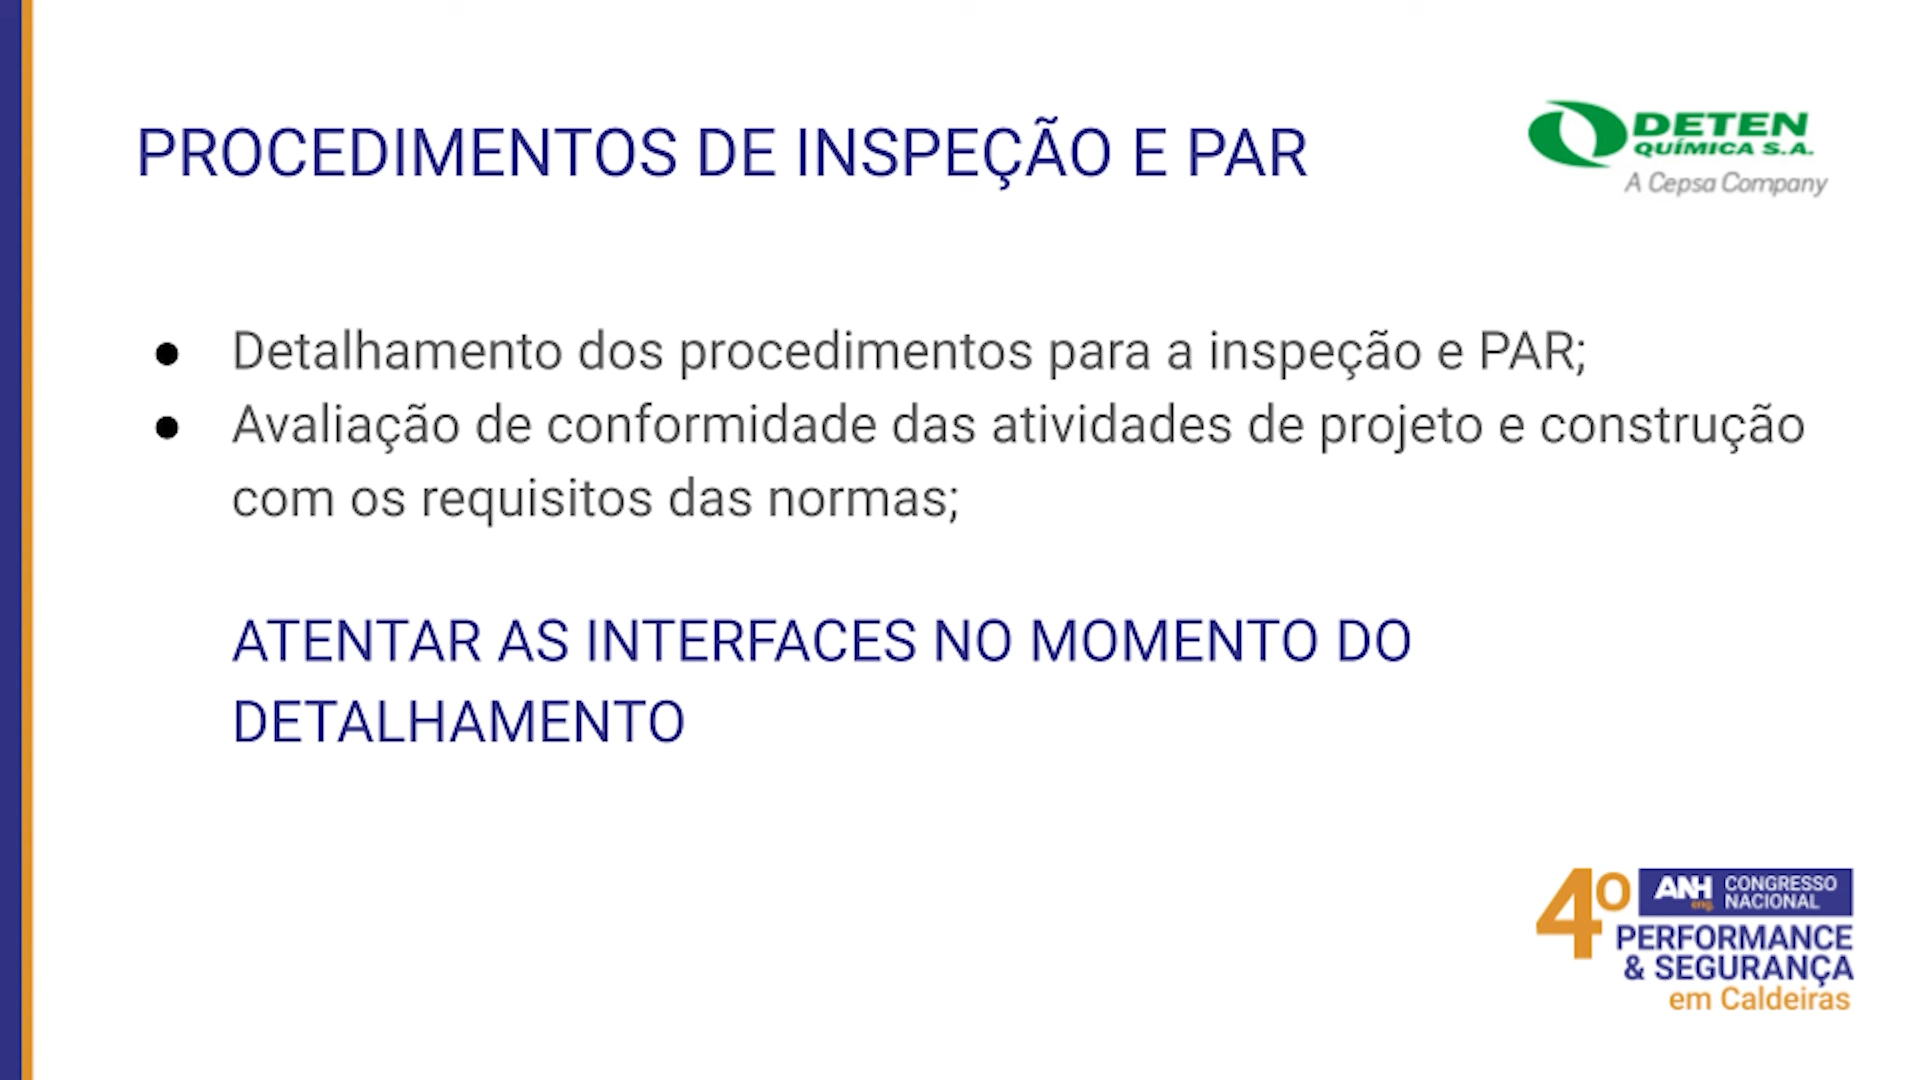 PROCEDIMENTOS DE INSPEÇÃO E PAR
DETEN
QUÍMICA S.A.
A Cepsa Company
● Detalhamento dos procedimentos para a inspeção e PAR;
● Avaliação de conformidade das atividades de projeto e construção
com os requisitos das normas;
ATENTAR AS INTERFACES NO MOMENTO DO
DETALHAMENTO
4º
ANH
eng.
CONGRESSO
NACIONAL
PERFORMANCE
& SEGURANÇA
em Caldeiras